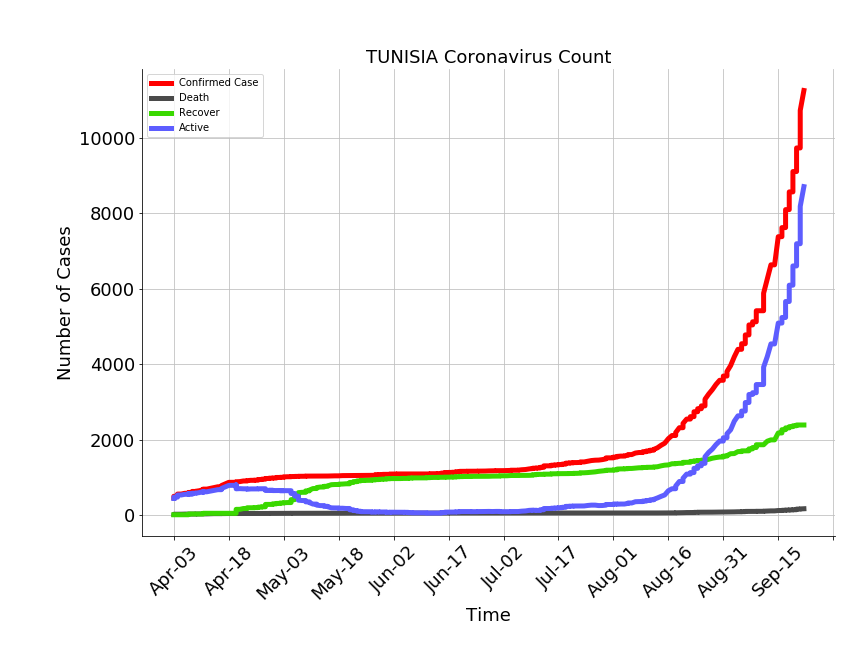 TUNISIA Coronavirus Count
Confirmed Case
Death
Recover
Active
Number of Cases
10000
8000
6000
4000
2000
0
Apr-03
Apr-18
May-03
May-18
Jun-02
Jun-17
Jul-02
Jul-17
Aug-01
Aug-16
Aug-31
Sep-15
Time